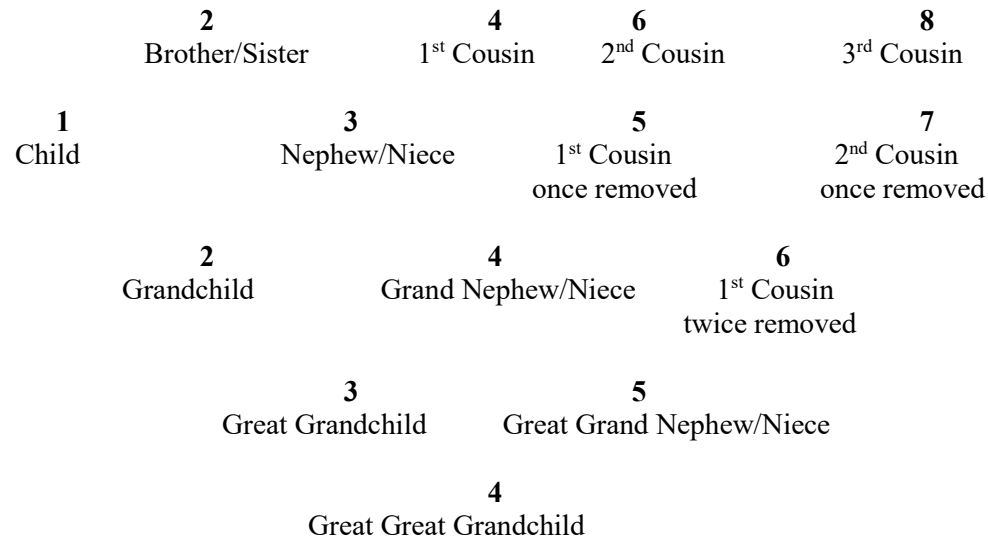 2 4 6 8
Brother/Sister 1st Cousin 2nd Cousin 3rd Cousin
1 3 5 7
Child Nephew/Niece 1st Cousin 2nd Cousin
once removed once removed
2 4 6
Grandchild Grand Nephew/Niece 1st Cousin
twice removed
3 5
Great Grandchild Great Grand Nephew/Niece
4
Great Great Grandchild